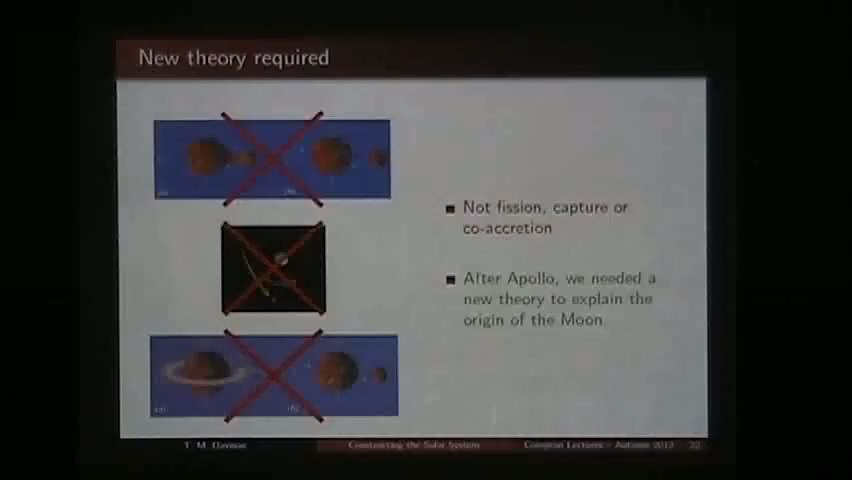 New theory required
Not fission, capture or
co-accretion
After Apollo, we needed a
new theory to explain the
origin of the Moon
T. M. Davison
Constructing the Solar System
Compton Lectures – Autumn 2012